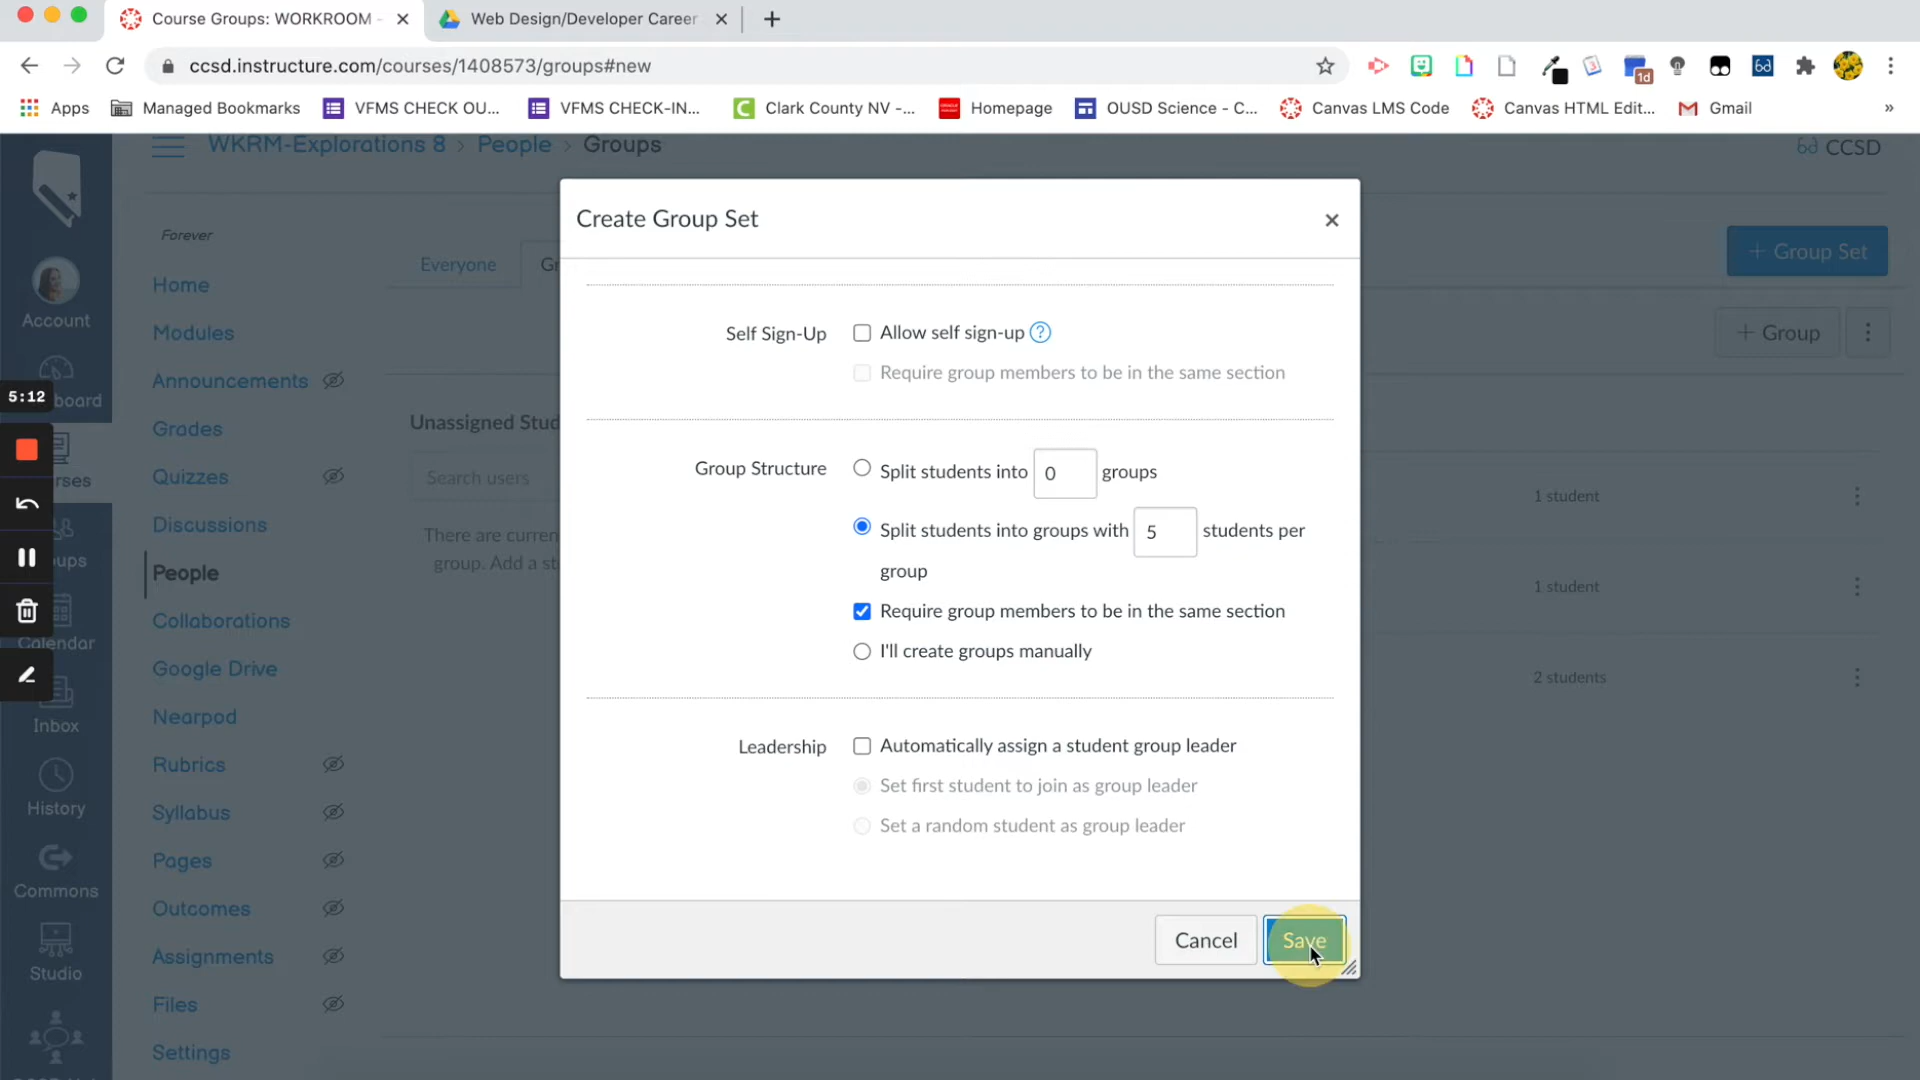 Course Groups: WORKROOM -
Web Design/Developer Career
ccsd.instructure.com/courses/1408573/groups#new
1d
Apps
Managed Bookmarks
VFMS CHECK OU...
VFMS CHECK-IN...
Clark County NV -...
Homepage
OUSD Science - C...
Canvas LMS Code
Canvas HTML Edit...
Gmail
»
WKRM-Explorations 8 > People > Groups
CCSD
Forever
Everyone
Gr
+ Group Set
+ Group
Account
board
5:12
rses
ups
Calendar
Inbox
History
Commons
Studio
Home
Modules
Announcements
Grades
Quizzes
Discussions
People
Collaborations
Google Drive
Nearpod
Rubrics
Syllabus
Pages
Outcomes
Assignments
Files
Settings
Unassigned Stud
Search users
There are curren
group. Add a st
1 student
1 student
2 students
Create Group Set
×
Self Sign-Up
Allow self sign-up ?
Require group members to be in the same section
Group Structure
Split students into 0 groups
Split students into groups with 5 students per
group
Require group members to be in the same section
I'll create groups manually
Leadership
Automatically assign a student group leader
Set first student to join as group leader
Set a random student as group leader
Cancel
Save